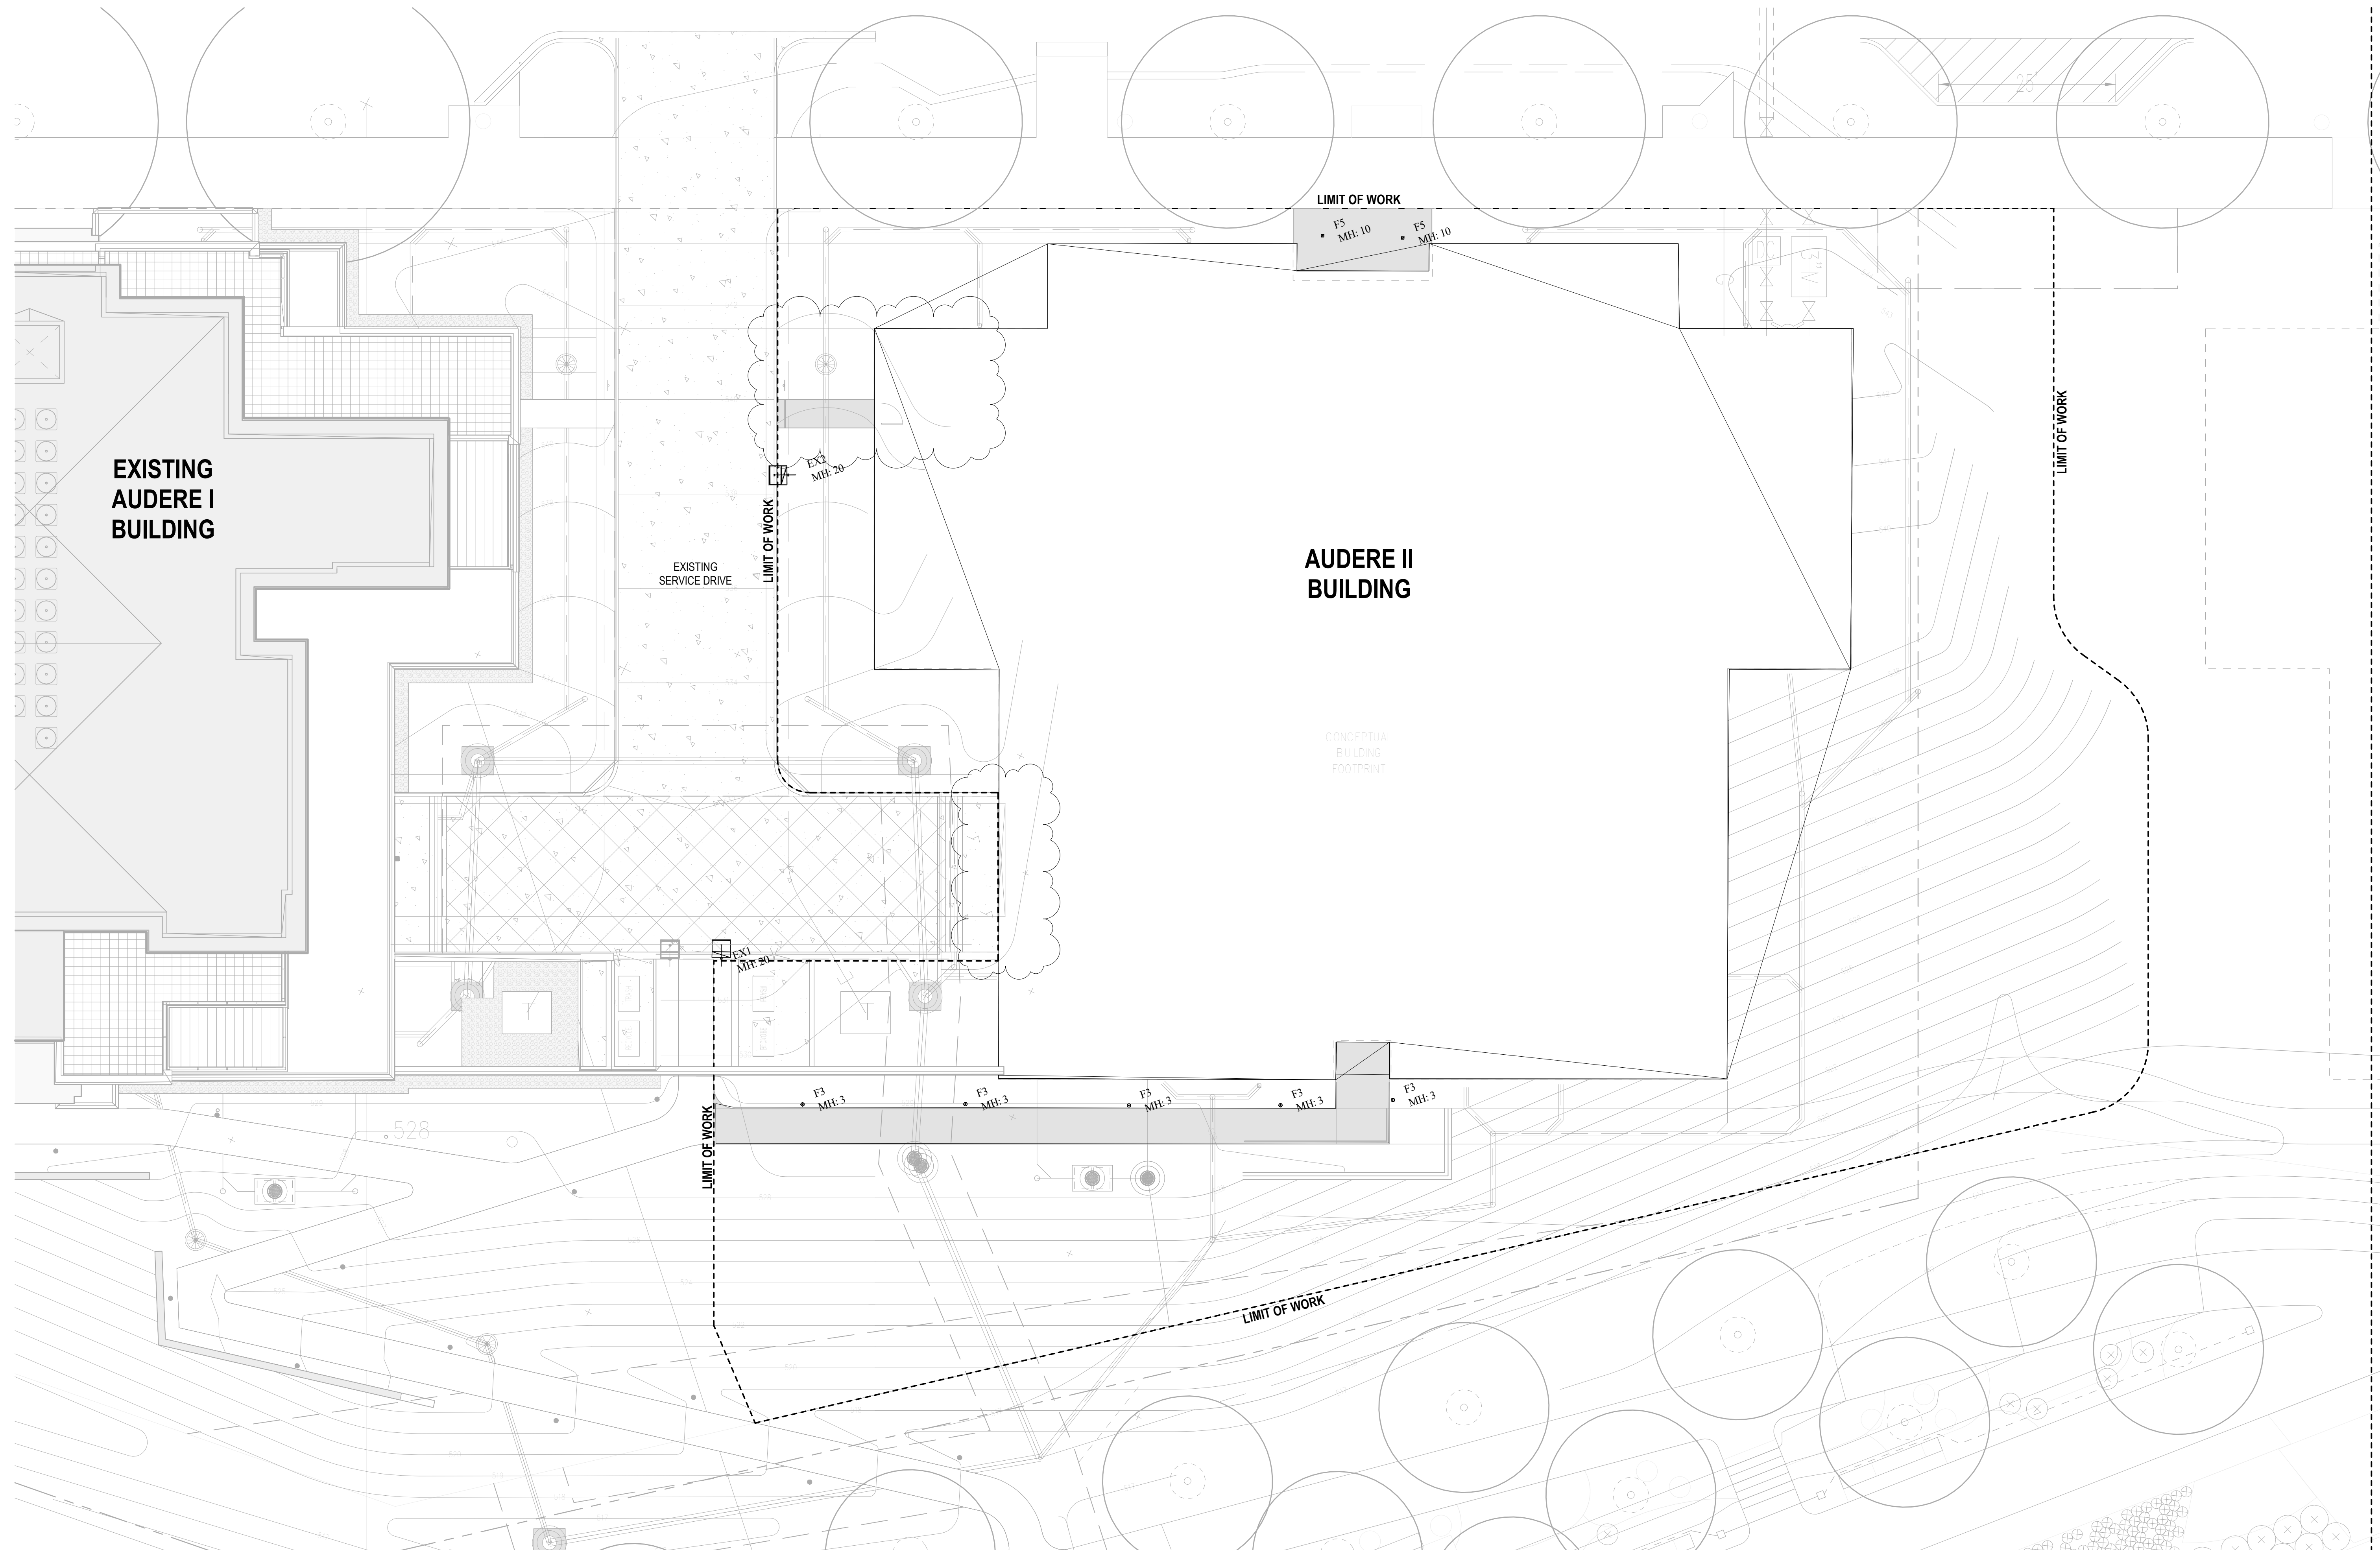 25'
LIMIT OF WORK
F5
MH: 10
F5
MH: 10
3" M
LIMIT OF WORK
EXISTING
AUDERE I
BUILDING
EX2
MH: 20
LIMIT OF WORK
EXISTING
SERVICE DRIVE
AUDERE II
BUILDING
CONCEPTUAL
BUILDING
FOOTPRINT
EX1
MH: 20
F3
MH: 3
F3
MH: 3
F3
MH: 3
F3
MH: 3
F3
MH: 3
528
LIMIT OF WORK
LIMIT OF WORK